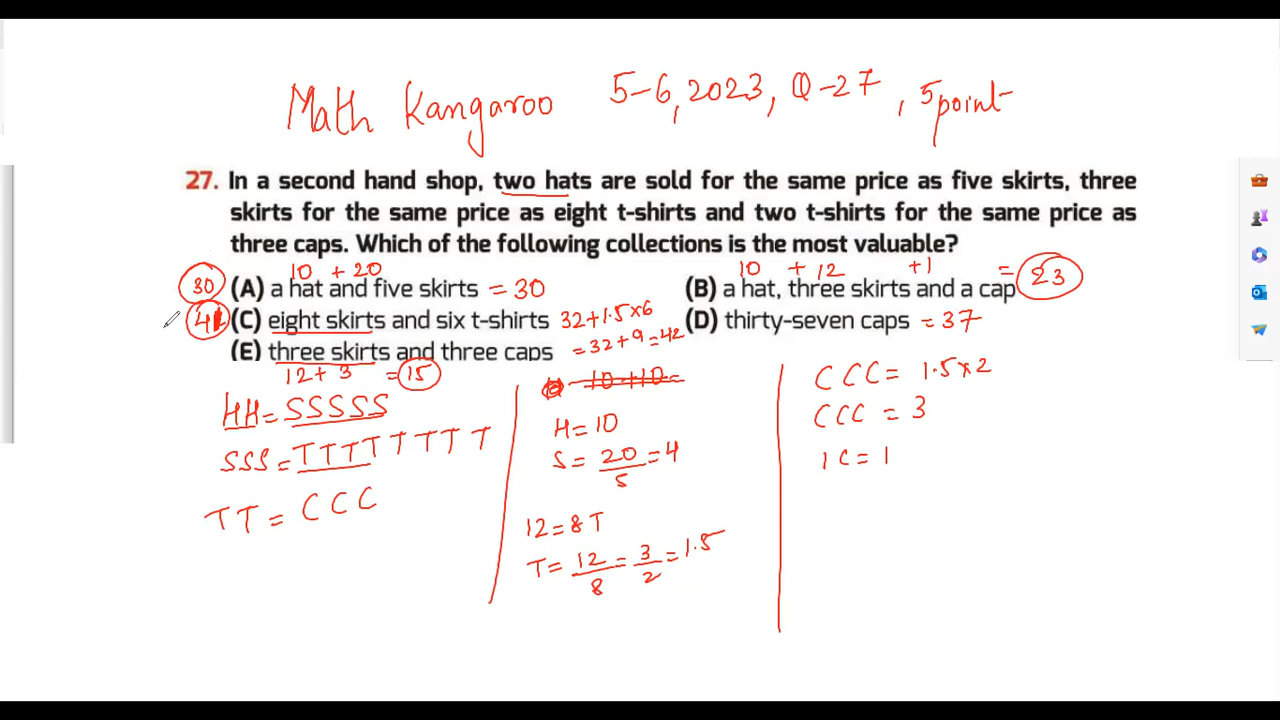 Math Kangaroo 5-6, 2023, Q-27, 5 point
27. In a second hand shop, two hats are sold for the same price as five skirts, three
skirts for the same price as eight t-shirts and two t-shirts for the same price as
three caps. Which of the following collections is the most valuable?
10 + 20
10 + 12 +1
30 (A) a hat and five skirts = 30
(B) a hat, three skirts and a cap = 23
(C) eight skirts and six t-shirts 32+1.5×6
= 32+9=42
(D) thirty-seven caps = 37
(E) three skirts and three caps
12+ 3 = 15
HH=SSSSS
SSS=TTTTTTTT
TT= CCC
10+10=
H=10
S= 20/5 =4
12=8T
T= 12/8 = 3/2 =1.5
CCC= 1.5×2
CCC = 3
1C= 1